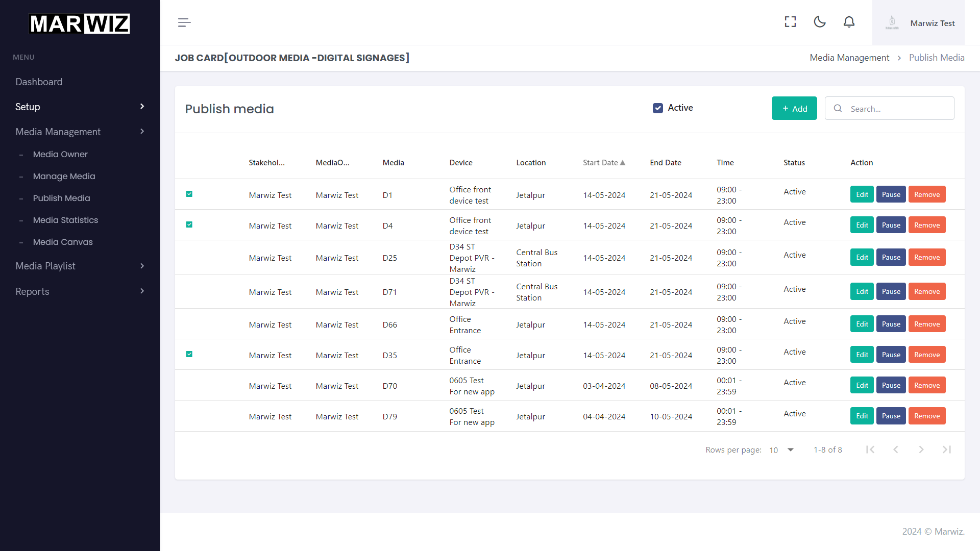 MARWIZ
Marwiz Test
MENU
JOB CARD[OUTDOOR MEDIA -DIGITAL SIGNAGES]
Media Management > Publish Media
Dashboard
Setup
Media Management
Media Owner
Manage Media
Publish Media
Media Statistics
Media Canvas
Media Playlist
Reports
Publish media
Active
+ Add
Search...
Stakehol... MediaO... Media Device Location Start Date ▲ End Date Time Status Action
Marwiz Test Marwiz Test D1 Office front device test Jetalpur 14-05-2024 21-05-2024 09:00 - 23:00 Active Edit Pause Remove
Marwiz Test Marwiz Test D4 Office front device test Jetalpur 14-05-2024 21-05-2024 09:00 - 23:00 Active Edit Pause Remove
Marwiz Test Marwiz Test D25 D34 ST Depot PVR - Marwiz Central Bus Station 14-05-2024 21-05-2024 09:00 - 23:00 Active Edit Pause Remove
Marwiz Test Marwiz Test D71 D34 ST Depot PVR - Marwiz Central Bus Station 14-05-2024 21-05-2024 09:00 - 23:00 Active Edit Pause Remove
Marwiz Test Marwiz Test D66 Office Entrance Jetalpur 14-05-2024 21-05-2024 09:00 - 23:00 Active Edit Pause Remove
Marwiz Test Marwiz Test D35 Office Entrance Jetalpur 14-05-2024 21-05-2024 09:00 - 23:00 Active Edit Pause Remove
Marwiz Test Marwiz Test D70 0605 Test For new app Jetalpur 03-04-2024 08-05-2024 00:01 - 23:59 Active Edit Pause Remove
Marwiz Test Marwiz Test D79 0605 Test For new app Jetalpur 04-04-2024 10-05-2024 00:01 - 23:59 Active Edit Pause Remove
Rows per page: 10 1-8 of 8
2024 © Marwiz.